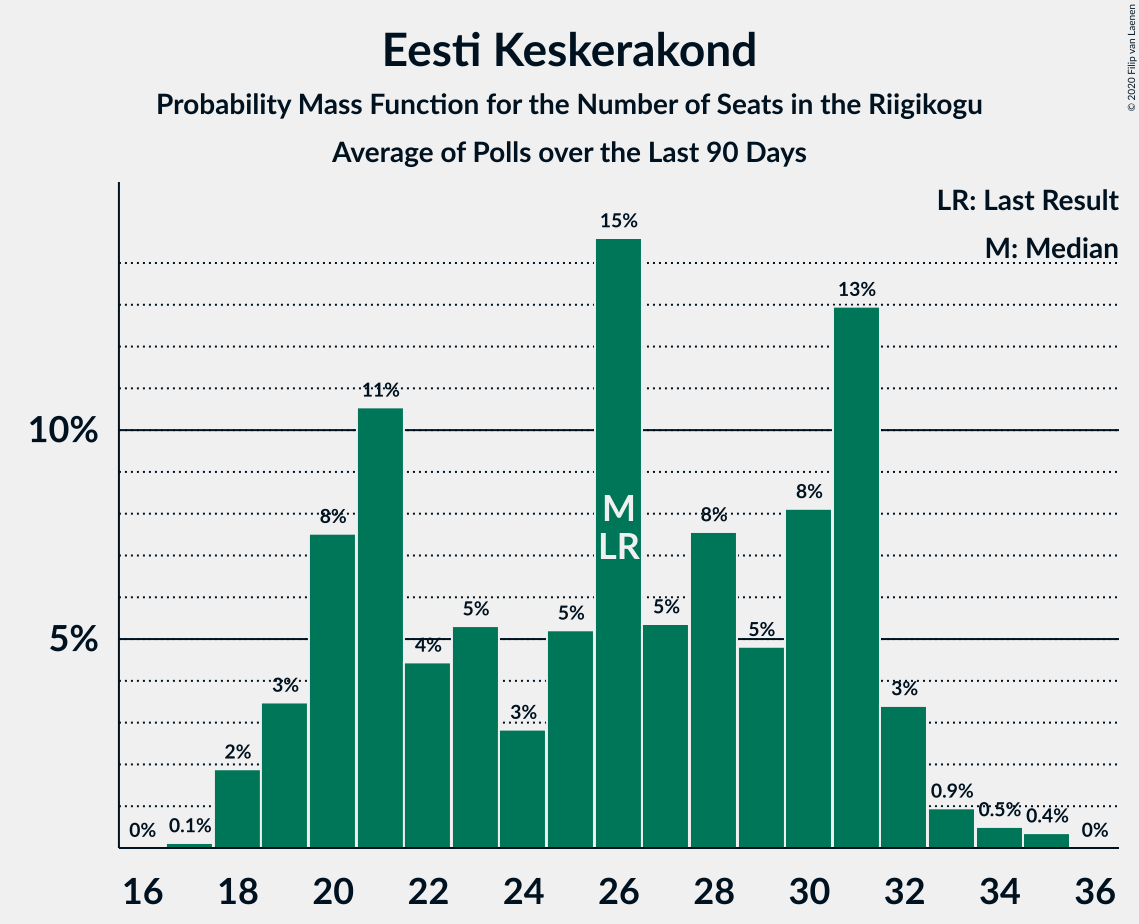 Eesti Keskerakond
Probability Mass Function for the Number of Seats in the Riigikogu
Average of Polls over the Last 90 Days
© 2020 Filip van Laenen
LR: Last Result
M: Median
15%
13%
11%
10%
8%
8%
8%
M
LR
5%
5%
5%
5%
5%
4%
3%
3%
3%
2%
0.9%
0.5%
0.4%
0.1%
0%
0%
16 18 20 22 24 26 28 30 32 34 36